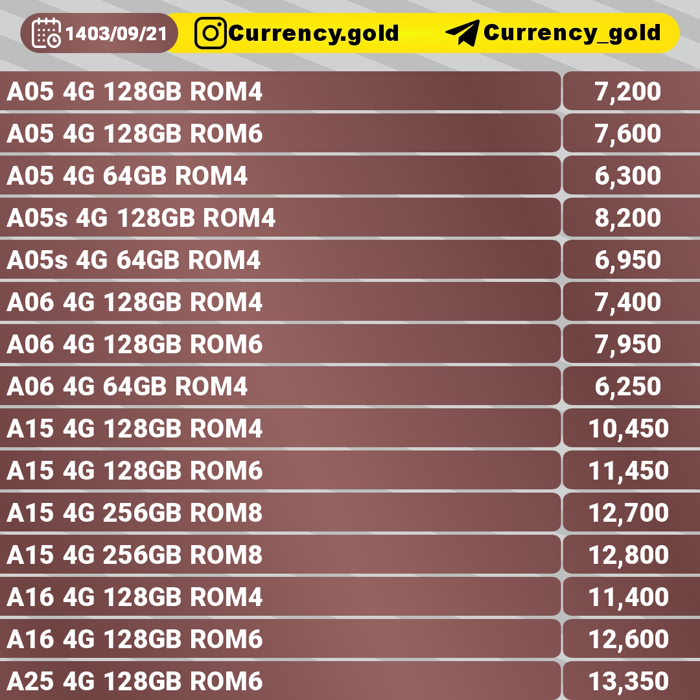 1403/09/21 Currency.gold Currency_gold
A05 4G 128GB ROM4 7,200
A05 4G 128GB ROM6 7,600
A05 4G 64GB ROM4 6,300
A05s 4G 128GB ROM4 8,200
A05s 4G 64GB ROM4 6,950
A06 4G 128GB ROM4 7,400
A06 4G 128GB ROM6 7,950
A06 4G 64GB ROM4 6,250
A15 4G 128GB ROM4 10,450
A15 4G 128GB ROM6 11,450
A15 4G 256GB ROM8 12,700
A15 4G 256GB ROM8 12,800
A16 4G 128GB ROM4 11,400
A16 4G 128GB ROM6 12,600
A25 4G 128GB ROM6 13,350